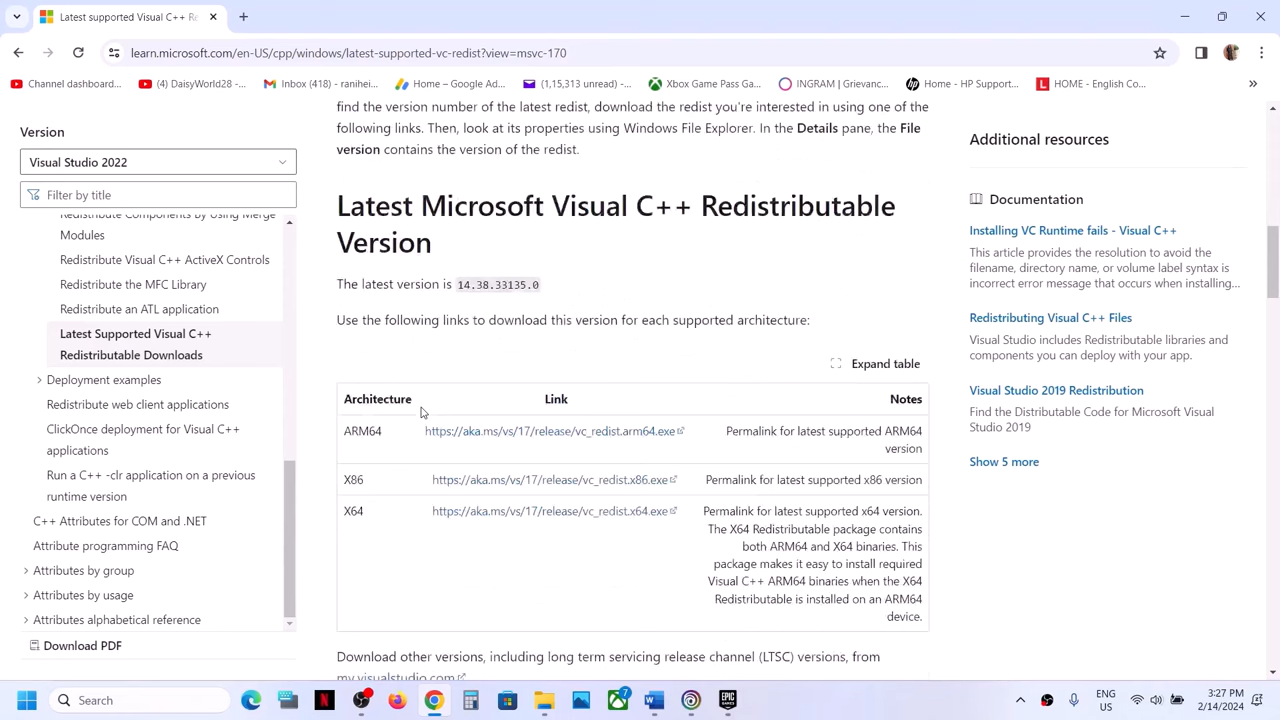 Latest Supported Visual C++ Re
learn.microsoft.com/en-US/cpp/windows/latest-supported-vc-redist?view=msvc-170
Channel dashboard...
(4) DaisyWorld28 - ...
Inbox (418) - ranihei...
Home – Google Ad...
(1,15,313 unread) -...
Xbox Game Pass Ga...
INGRAM | Grievanc...
Home - HP Support...
HOME - English Co...
»
Version
Visual Studio 2022
Filter by title
Redistribute Components By Using Merge
Modules
Redistribute Visual C++ ActiveX Controls
Redistribute the MFC Library
Redistribute an ATL application
Latest Supported Visual C++
Redistributable Downloads
Deployment examples
Redistribute web client applications
ClickOnce deployment for Visual C++
applications
Run a C++ -clr application on a previous
runtime version
C++ Attributes for COM and .NET
Attribute programming FAQ
Attributes by group
Attributes by usage
Attributes alphabetical reference
Download PDF
find the version number of the latest redist, download the redist you're interested in using one of the
following links. Then, look at its properties using Windows File Explorer. In the Details pane, the File
version contains the version of the redist.
Latest Microsoft Visual C++ Redistributable
Version
The latest version is 14.38.33135.0
Use the following links to download this version for each supported architecture:
Expand table
Architecture Link Notes
ARM64 https://aka.ms/vs/17/release/vc_redist.arm64.exe Permalink for latest supported ARM64
version
X86 https://aka.ms/vs/17/release/vc_redist.x86.exe Permalink for latest supported x86 version
X64 https://aka.ms/vs/17/release/vc_redist.x64.exe Permalink for latest supported x64 version.
The X64 Redistributable package contains
both ARM64 and X64 binaries. This
package makes it easy to install required
Visual C++ ARM64 binaries when the X64
Redistributable is installed on an ARM64
device.
Download other versions, including long term servicing release channel (LTSC) versions, from
my.visualstudio.com
Additional resources
Documentation
Installing VC Runtime fails - Visual C++
This article provides the resolution to avoid the
filename, directory name, or volume label syntax is
incorrect error message that occurs when installing...
Redistributing Visual C++ Files
Visual Studio includes Redistributable libraries and
components you can deploy with your app.
Visual Studio 2019 Redistribution
Find the Distributable Code for Microsoft Visual
Studio 2019
Show 5 more
Search
7
EPIC
GAMES
ENG
US
3:27 PM
2/14/2024